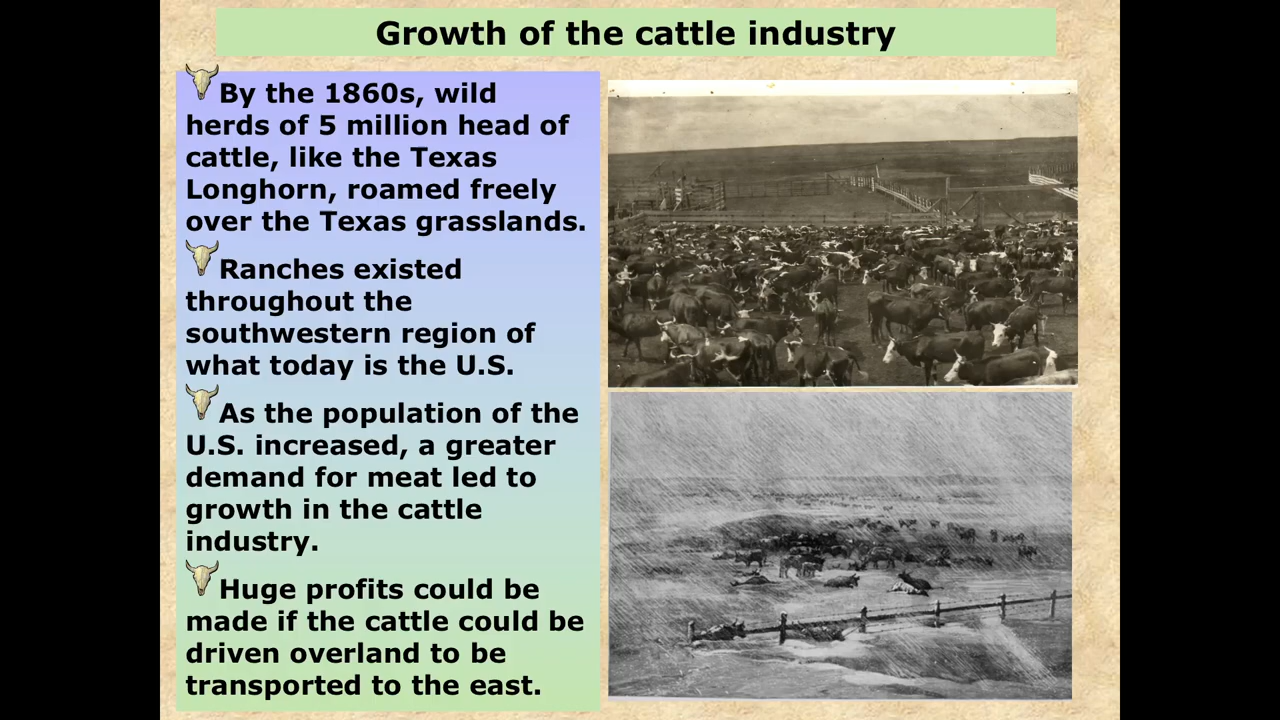 Growth of the cattle industry
By the 1860s, wild
herds of 5 million head of
cattle, like the Texas
Longhorn, roamed freely
over the Texas grasslands.
Ranches existed
throughout the
southwestern region of
what today is the U.S.
As the population of the
U.S. increased, a greater
demand for meat led to
growth in the cattle
industry.
Huge profits could be
made if the cattle could be
driven overland to be
transported to the east.